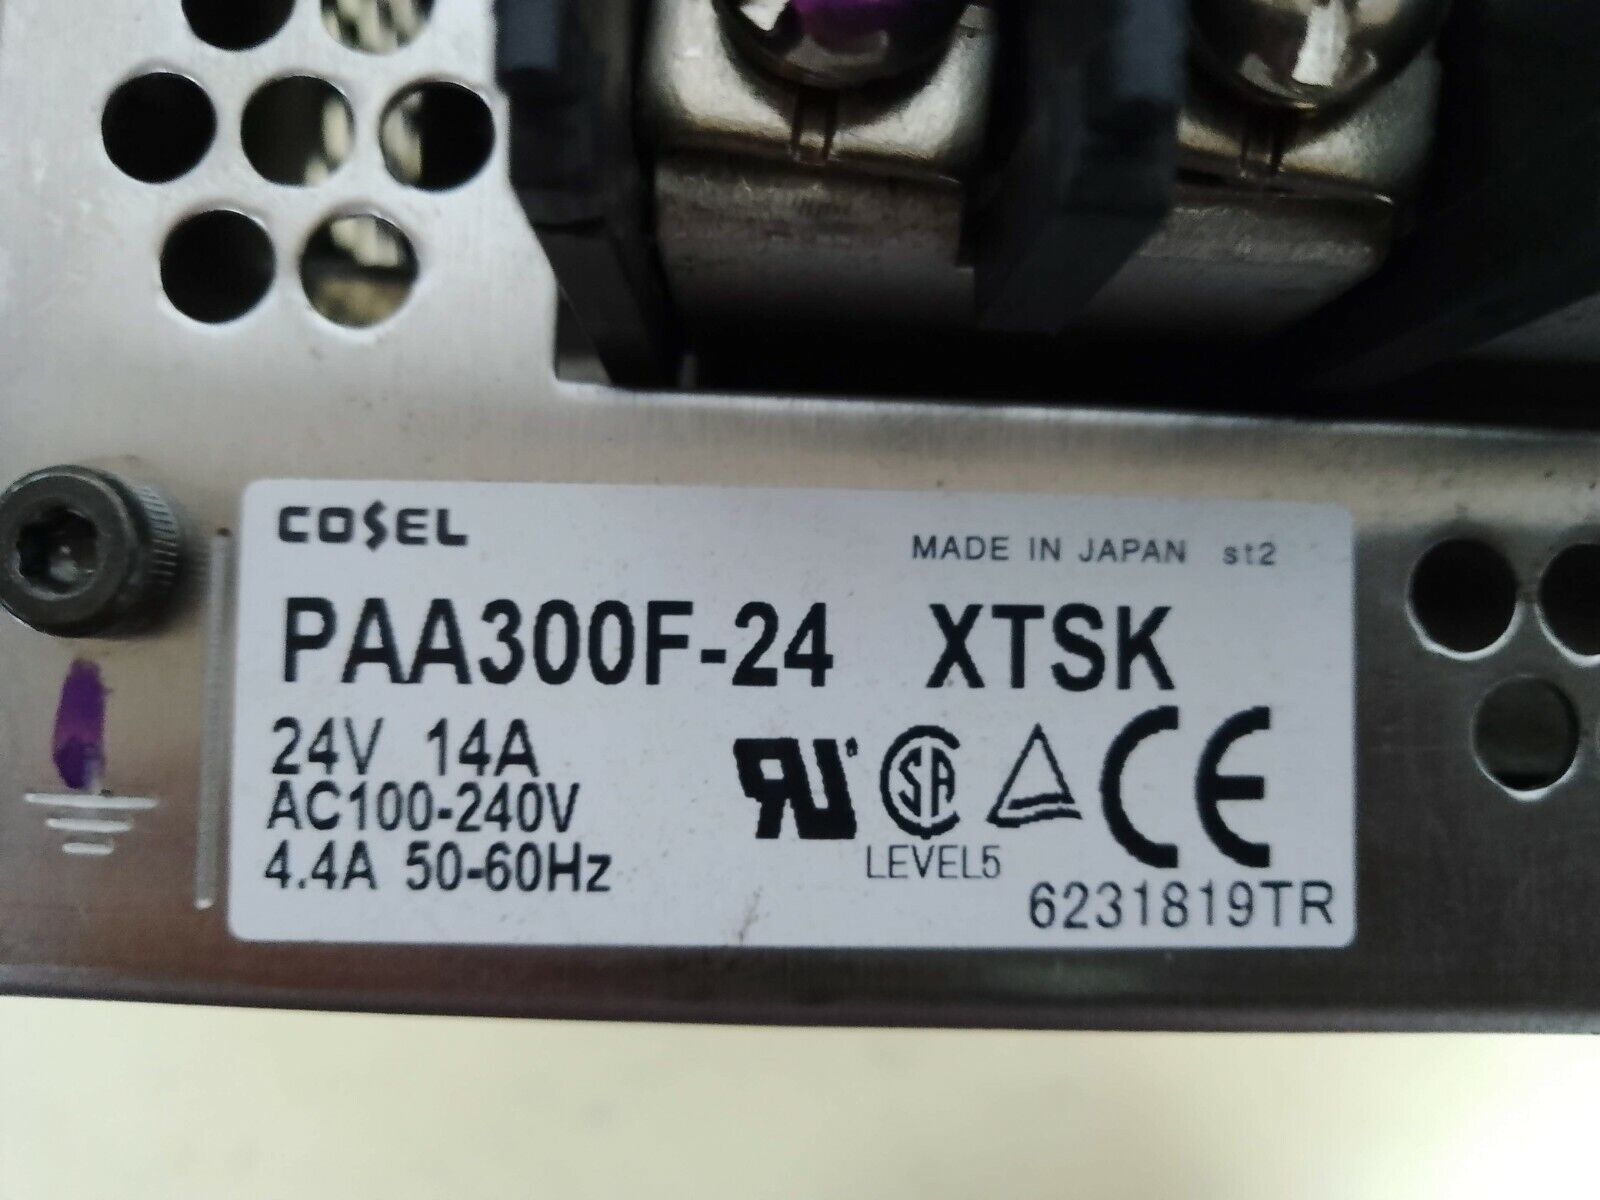 COSEL
MADE IN JAPAN st2
PAA300F-24 XTSK
24V 14A
AC100-240V
4.4A 50-60Hz
LEVEL5
6231819TR